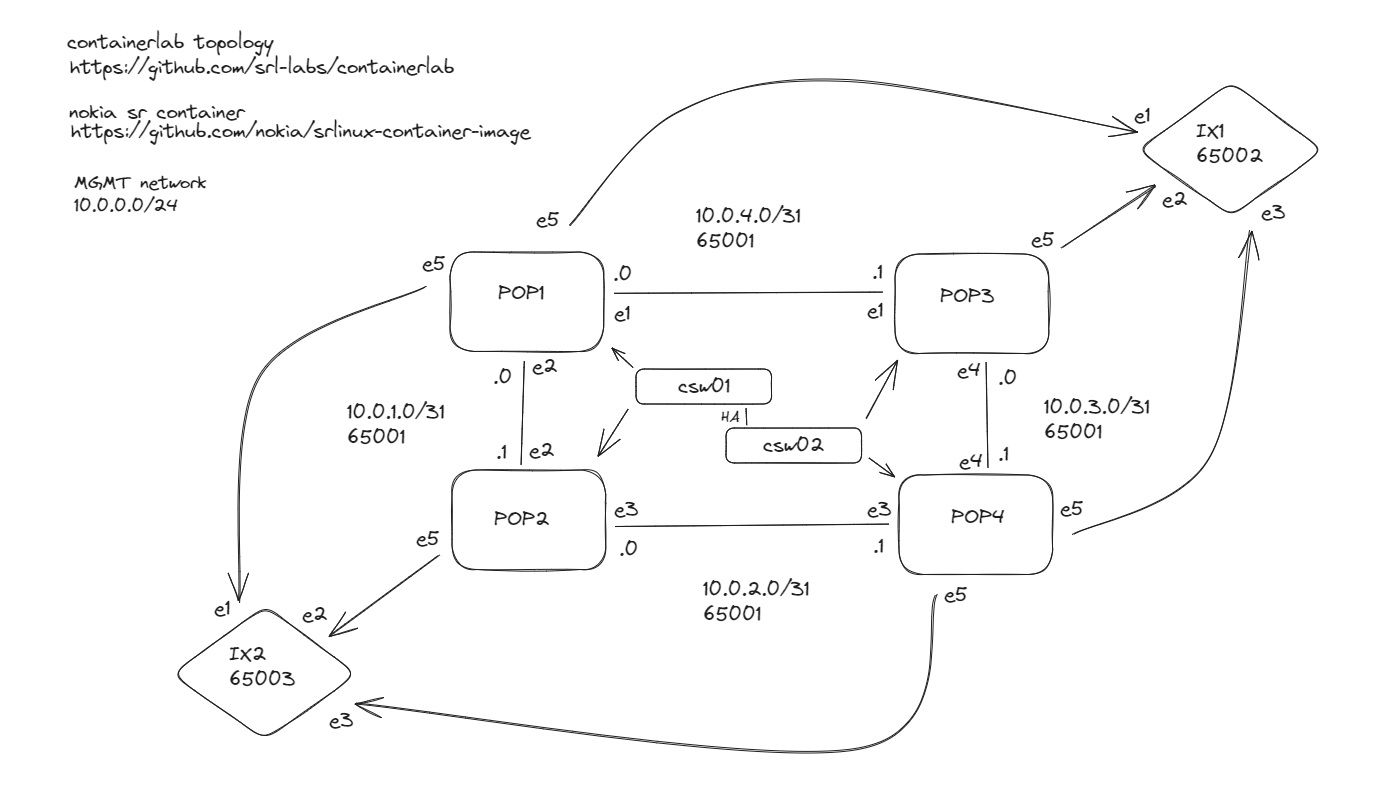 containerlab topology
https://github.com/srl-labs/containerlab
nokia sr container
https://github.com/nokia/srlinux-container-image
MGMT network
10.0.0.0/24
e1
IX1
65002
e2
e3
e5
10.0.4.0/31
65001
e5
e5
POP1
.0
e1
.1
e1
POP3
.0
e2
csw01
HA
csw02
e4
.0
10.0.1.0/31
65001
10.0.3.0/31
65001
.1
e2
e4
.1
POP2
e3
.0
e3
.1
POP4
e5
e5
10.0.2.0/31
65001
e5
e1
e2
IX2
65003
e3